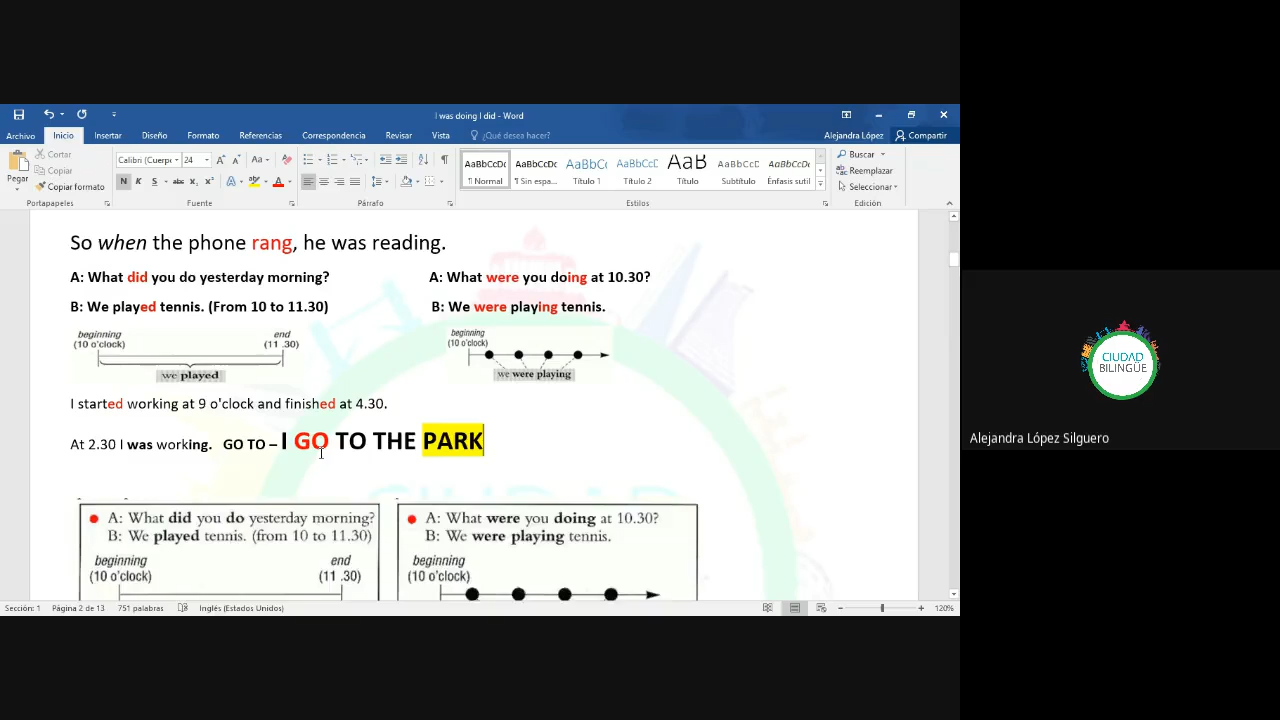 I was doing I did - Word
Archivo Inicio Insertar Diseño Formato Referencias Correspondencia Revisar Vista ¿Qué desea hacer? Alejandra López Compartir
Pegar
Cortar
Copiar
Copiar formato
Portapapeles
Calibri (Cuerpo 24
N K S abc x₂ x²
Fuente
Párrafo
AaBbCcDc AaBbCcDc AaBbCc AaBbCcC AaB AaBbCcD AaBbCcDc
¶ Normal ¶ Sin espa... Título 1 Título 2 Título Subtítulo Énfasis sutil
Estilos
Buscar
Reemplazar
Seleccionar
Edición
So when the phone rang, he was reading.
A: What did you do yesterday morning? A: What were you doing at 10.30?
B: We played tennis. (From 10 to 11.30) B: We were playing tennis.
beginning end beginning
(10 o'clock) (11 .30) (10 o'clock)
we played we were playing
I started working at 9 o'clock and finished at 4.30.
At 2.30 I was working. GO TO – I GO TO THE PARK
A: What did you do yesterday morning? A: What were you doing at 10.30?
B: We played tennis. (from 10 to 11.30) B: We were playing tennis.
beginning end beginning
(10 o'clock) (11 .30) (10 o'clock)
Sección: 1 Página 2 de 13 751 palabras Inglés (Estados Unidos) 120%
CIUDAD
BILINGÜE
Alejandra López Silguero